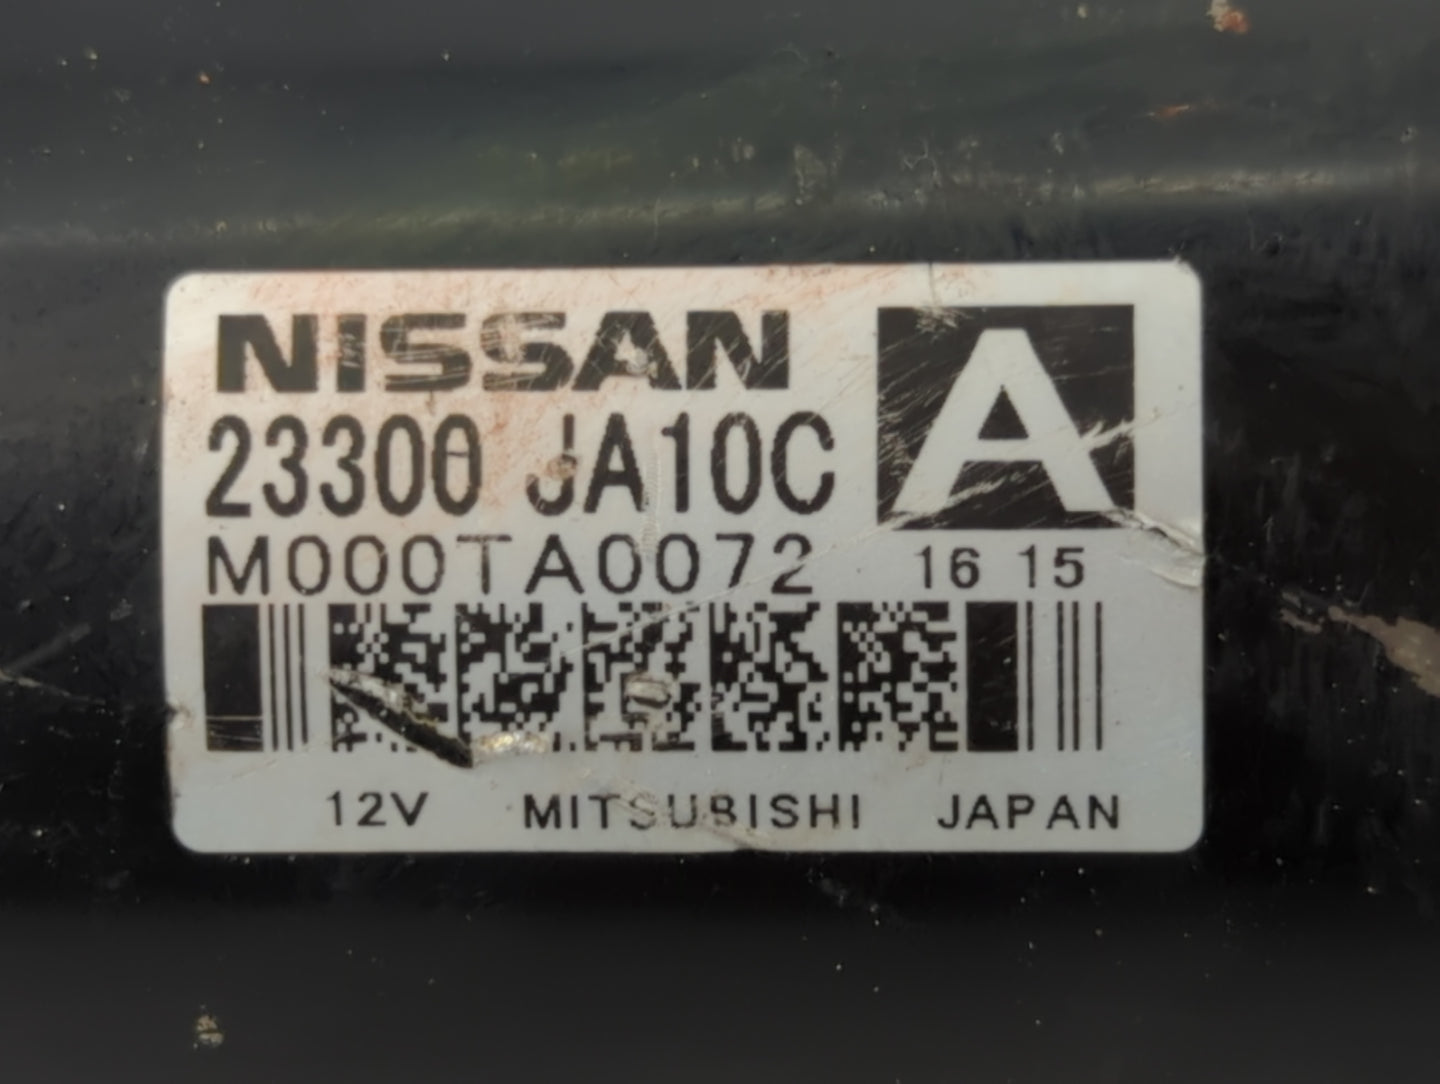 NISSAN
A
23300 JA10C
M000TA0072 16 15
12V MITSUBISHI JAPAN